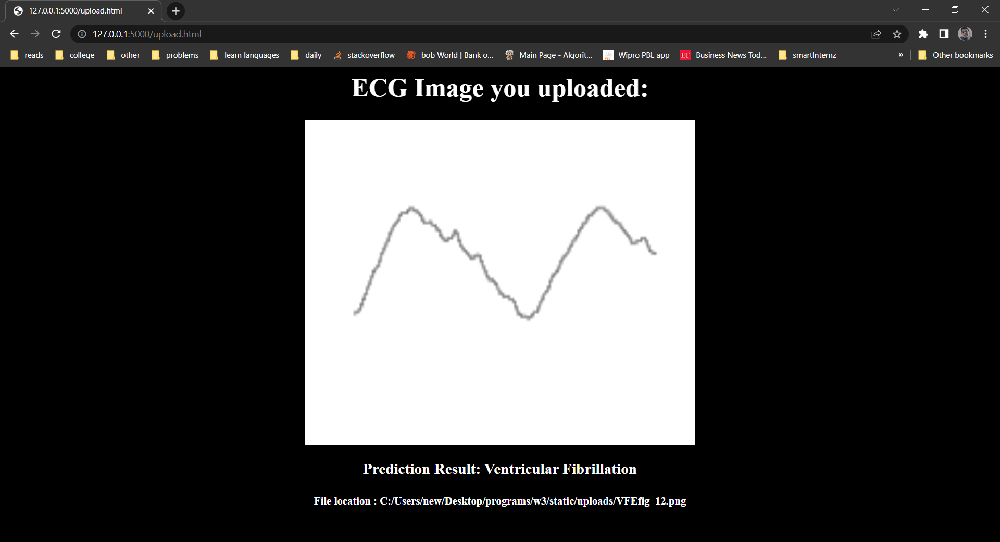 127.0.0.1:5000/upload.html
127.0.0.1:5000/upload.html
reads college other problems learn languages daily stackoverflow bob World | Bank o... Main Page - Algorit... Wipro PBL app ET Business News Tod... smartInternz » Other bookmarks
ECG Image you uploaded:
Prediction Result: Ventricular Fibrillation
File location : C:/Users/new/Desktop/programs/w3/static/uploads/VFEfig_12.png